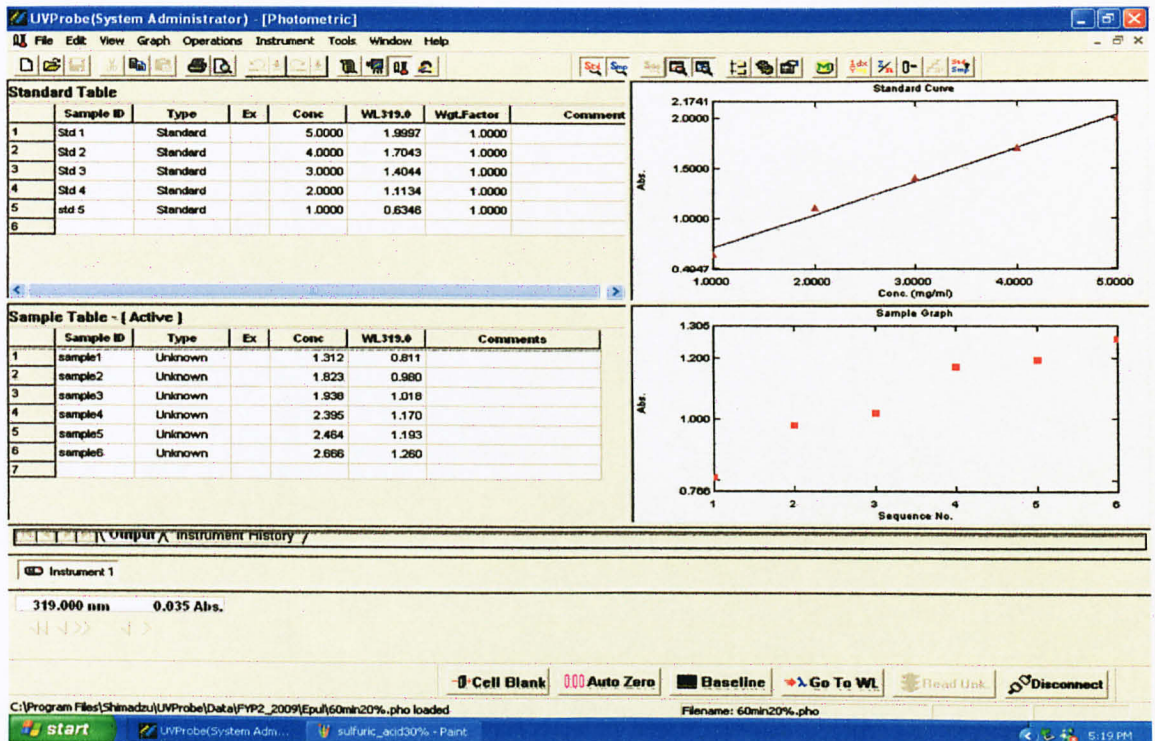 UVProbe(System Administrator) - [Photometric]
File Edit View Graph Operations Instrument Tools Window Help
Standard Table
Sample ID Type Ex Conc WL319.0 Wgt.Factor Comment
1 Std 1 Standard 5.0000 1.9997 1.0000
2 Std 2 Standard 4.0000 1.7043 1.0000
3 Std 3 Standard 3.0000 1.4044 1.0000
4 Std 4 Standard 2.0000 1.1134 1.0000
5 std 5 Standard 1.0000 0.6346 1.0000
6
Standard Curve
2.1741
2.0000
1.5000
1.0000
0.4947
Abs.
1.0000 2.0000 3.0000 4.0000 5.0000
Conc. (mg/ml)
Sample Table - [ Active ]
Sample ID Type Ex Conc WL319.0 Comments
1 sample1 Unknown 1.312 0.811
2 sample2 Unknown 1.823 0.980
3 sample3 Unknown 1.938 1.018
4 sample4 Unknown 2.395 1.170
5 sample5 Unknown 2.464 1.193
6 sample6 Unknown 2.666 1.260
7
Sample Graph
1.305
1.200
1.000
0.766
Abs.
1 2 3 4 5 6
Sequence No.
Output Instrument History
Instrument 1
319.000 nm 0.035 Abs.
Cell Blank 0.00 Auto Zero Baseline λ Go To WL Read Unk. Disconnect
C:\Program Files\Shimadzu\UVProbe\Data\FYP2_2009\Epul\60min20%.pho loaded
Filename: 60min20%.pho
start UVProbe(System Adm... sulfuric_acid30% - Paint 5:19 PM